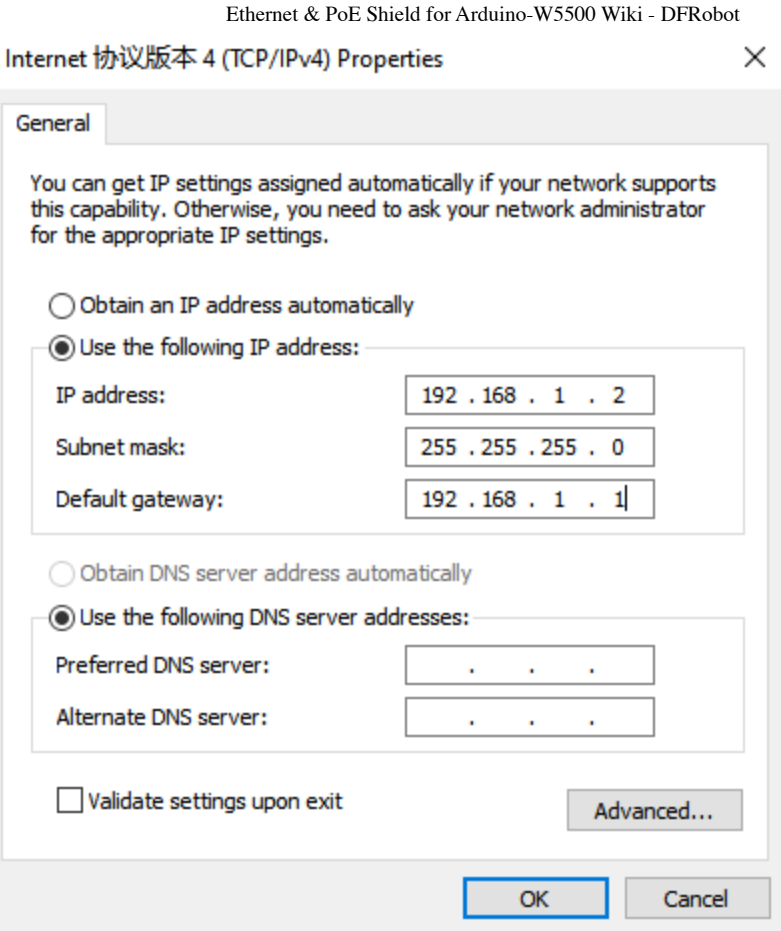 Ethernet & PoE Shield for Arduino-W5500 Wiki - DFRobot
Internet 协议版本 4 (TCP/IPv4) Properties
General
You can get IP settings assigned automatically if your network supports
this capability. Otherwise, you need to ask your network administrator
for the appropriate IP settings.
Obtain an IP address automatically
Use the following IP address:
IP address: 192 . 168 . 1 . 2
Subnet mask: 255 . 255 . 255 . 0
Default gateway: 192 . 168 . 1 . 1
Obtain DNS server address automatically
Use the following DNS server addresses:
Preferred DNS server: . . .
Alternate DNS server: . . .
Validate settings upon exit
Advanced...
OK Cancel